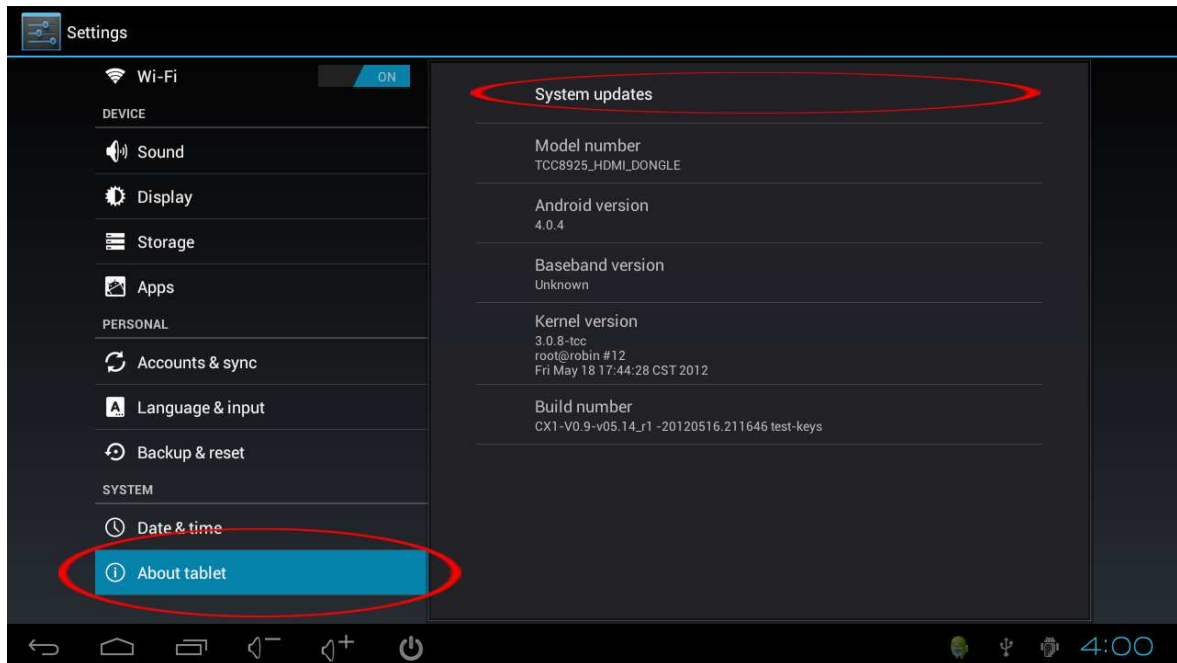 Settings
Wi-Fi
ON
DEVICE
Sound
Display
Storage
Apps
PERSONAL
Accounts & sync
Language & input
Backup & reset
SYSTEM
Date & time
About tablet
System updates
Model number
TCC8925_HDMI_DONGLE
Android version
4.0.4
Baseband version
Unknown
Kernel version
3.0.8-tcc
root@robin #12
Fri May 18 17:44:28 CST 2012
Build number
CX1-V0.9-v05.14_r1 -20120516.211646 test-keys
4:00